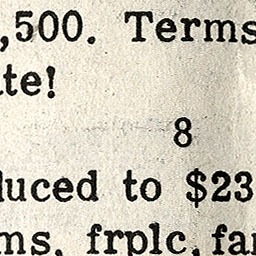 ,500. Terms
te!
8
duced to $23
ms, frplc, fa